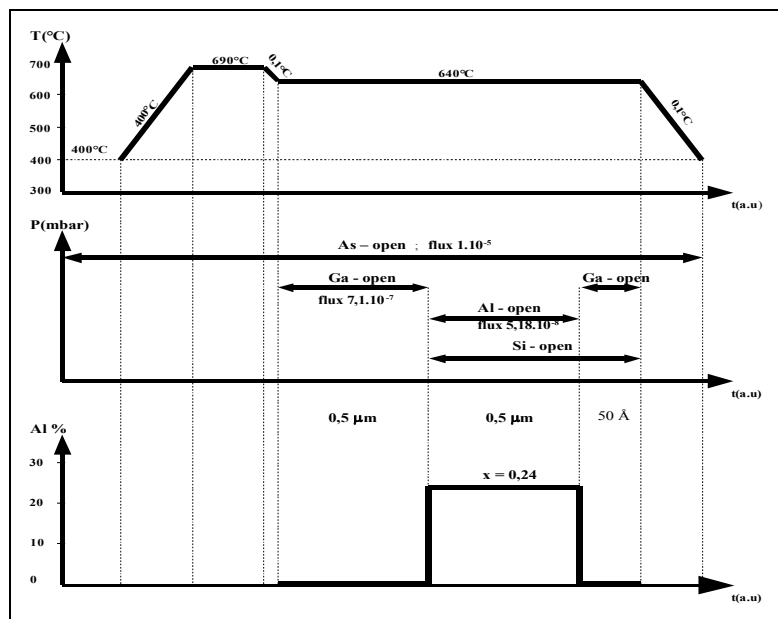 T(°C)
700
600
500
400
300
400°C
400°C
690°C
0,1°C
640°C
0,1°C
t(a.u)
P(mbar)
As – open ; flux 1.10⁻⁵
Ga - open
flux 7,1.10⁻⁷
Ga - open
Al - open
flux 5,18.10⁻⁸
Si - open
t(a.u)
0,5 µm
0,5 µm
50 Å
Al %
30
20
10
0
x = 0,24
t(a.u)